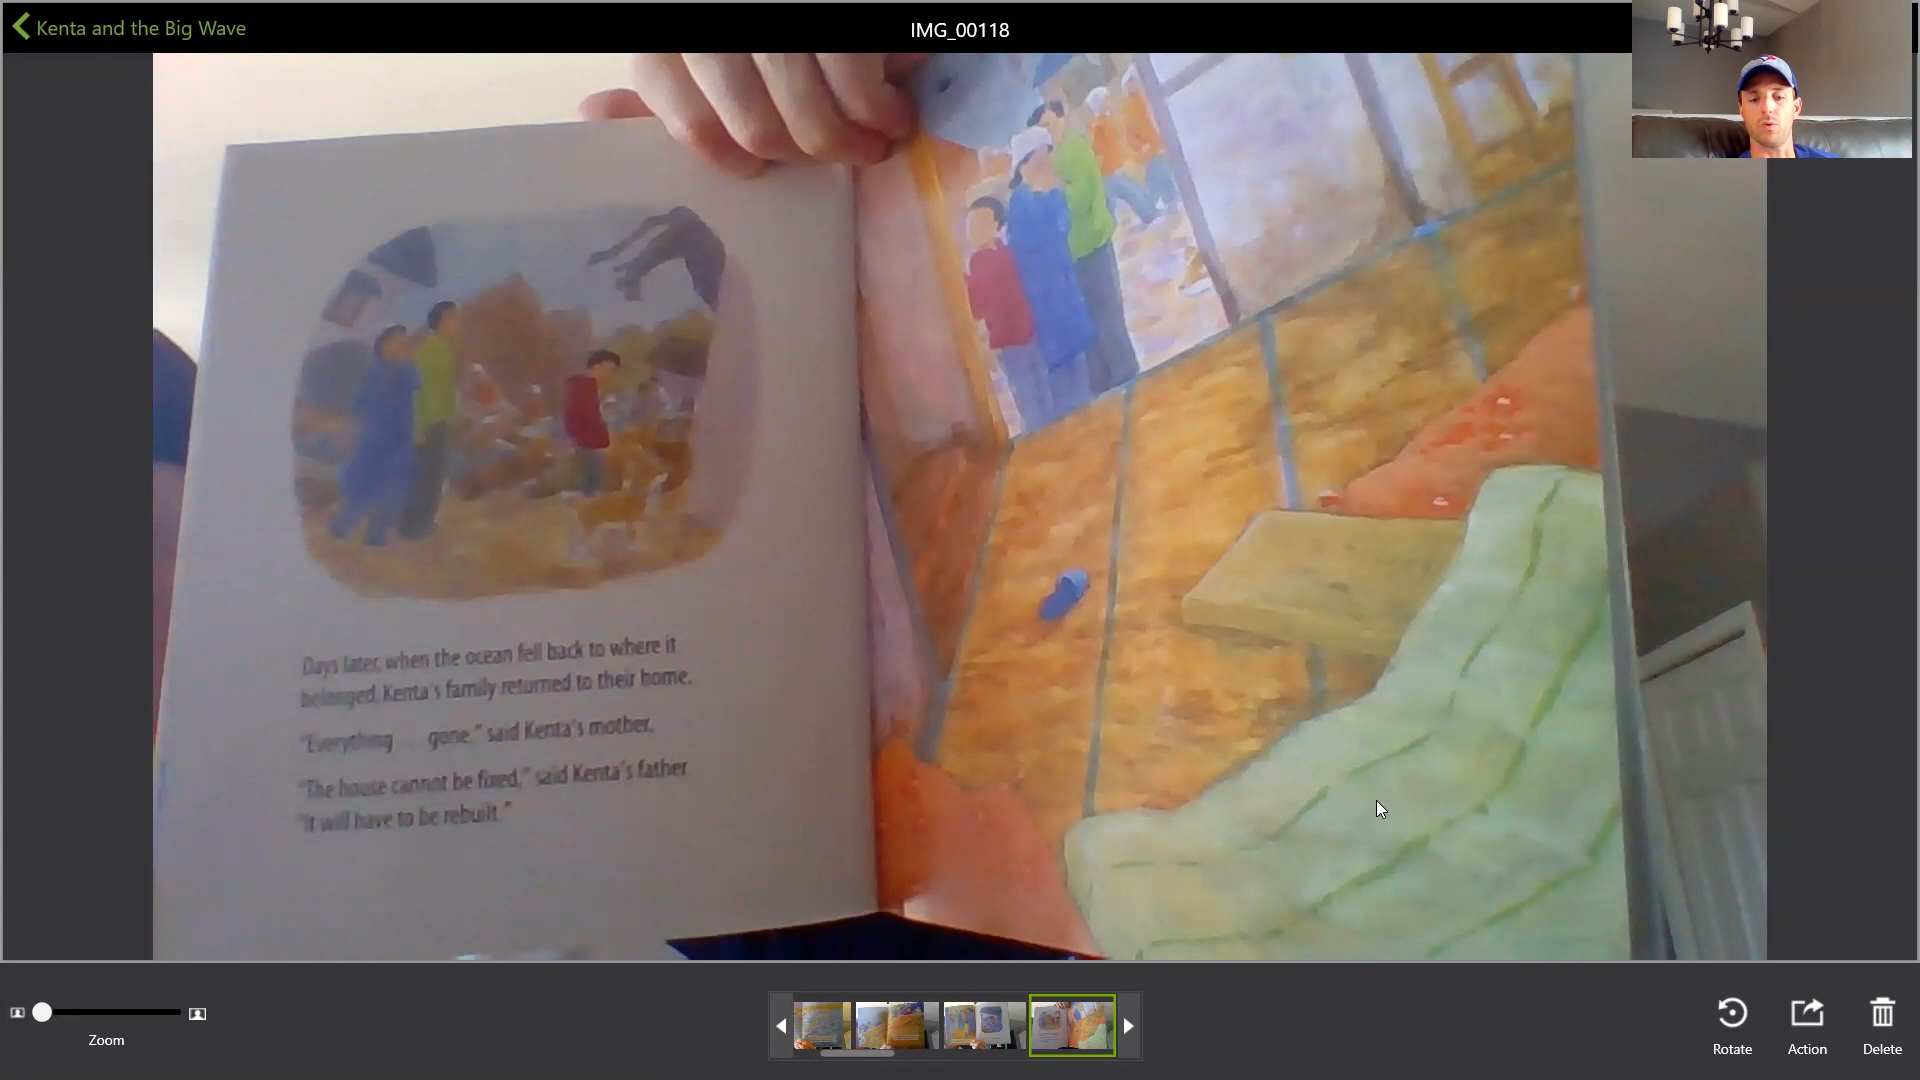 Kenta and the Big Wave
IMG_00118
Days later, when the ocean fell back to where it
belonged, Kenta's family returned to their home.
"Everything . . . gone." said Kenta's mother.
"The house cannot be fixed," said Kenta's father.
"It will have to be rebuilt."
Zoom
Rotate
Action
Delete